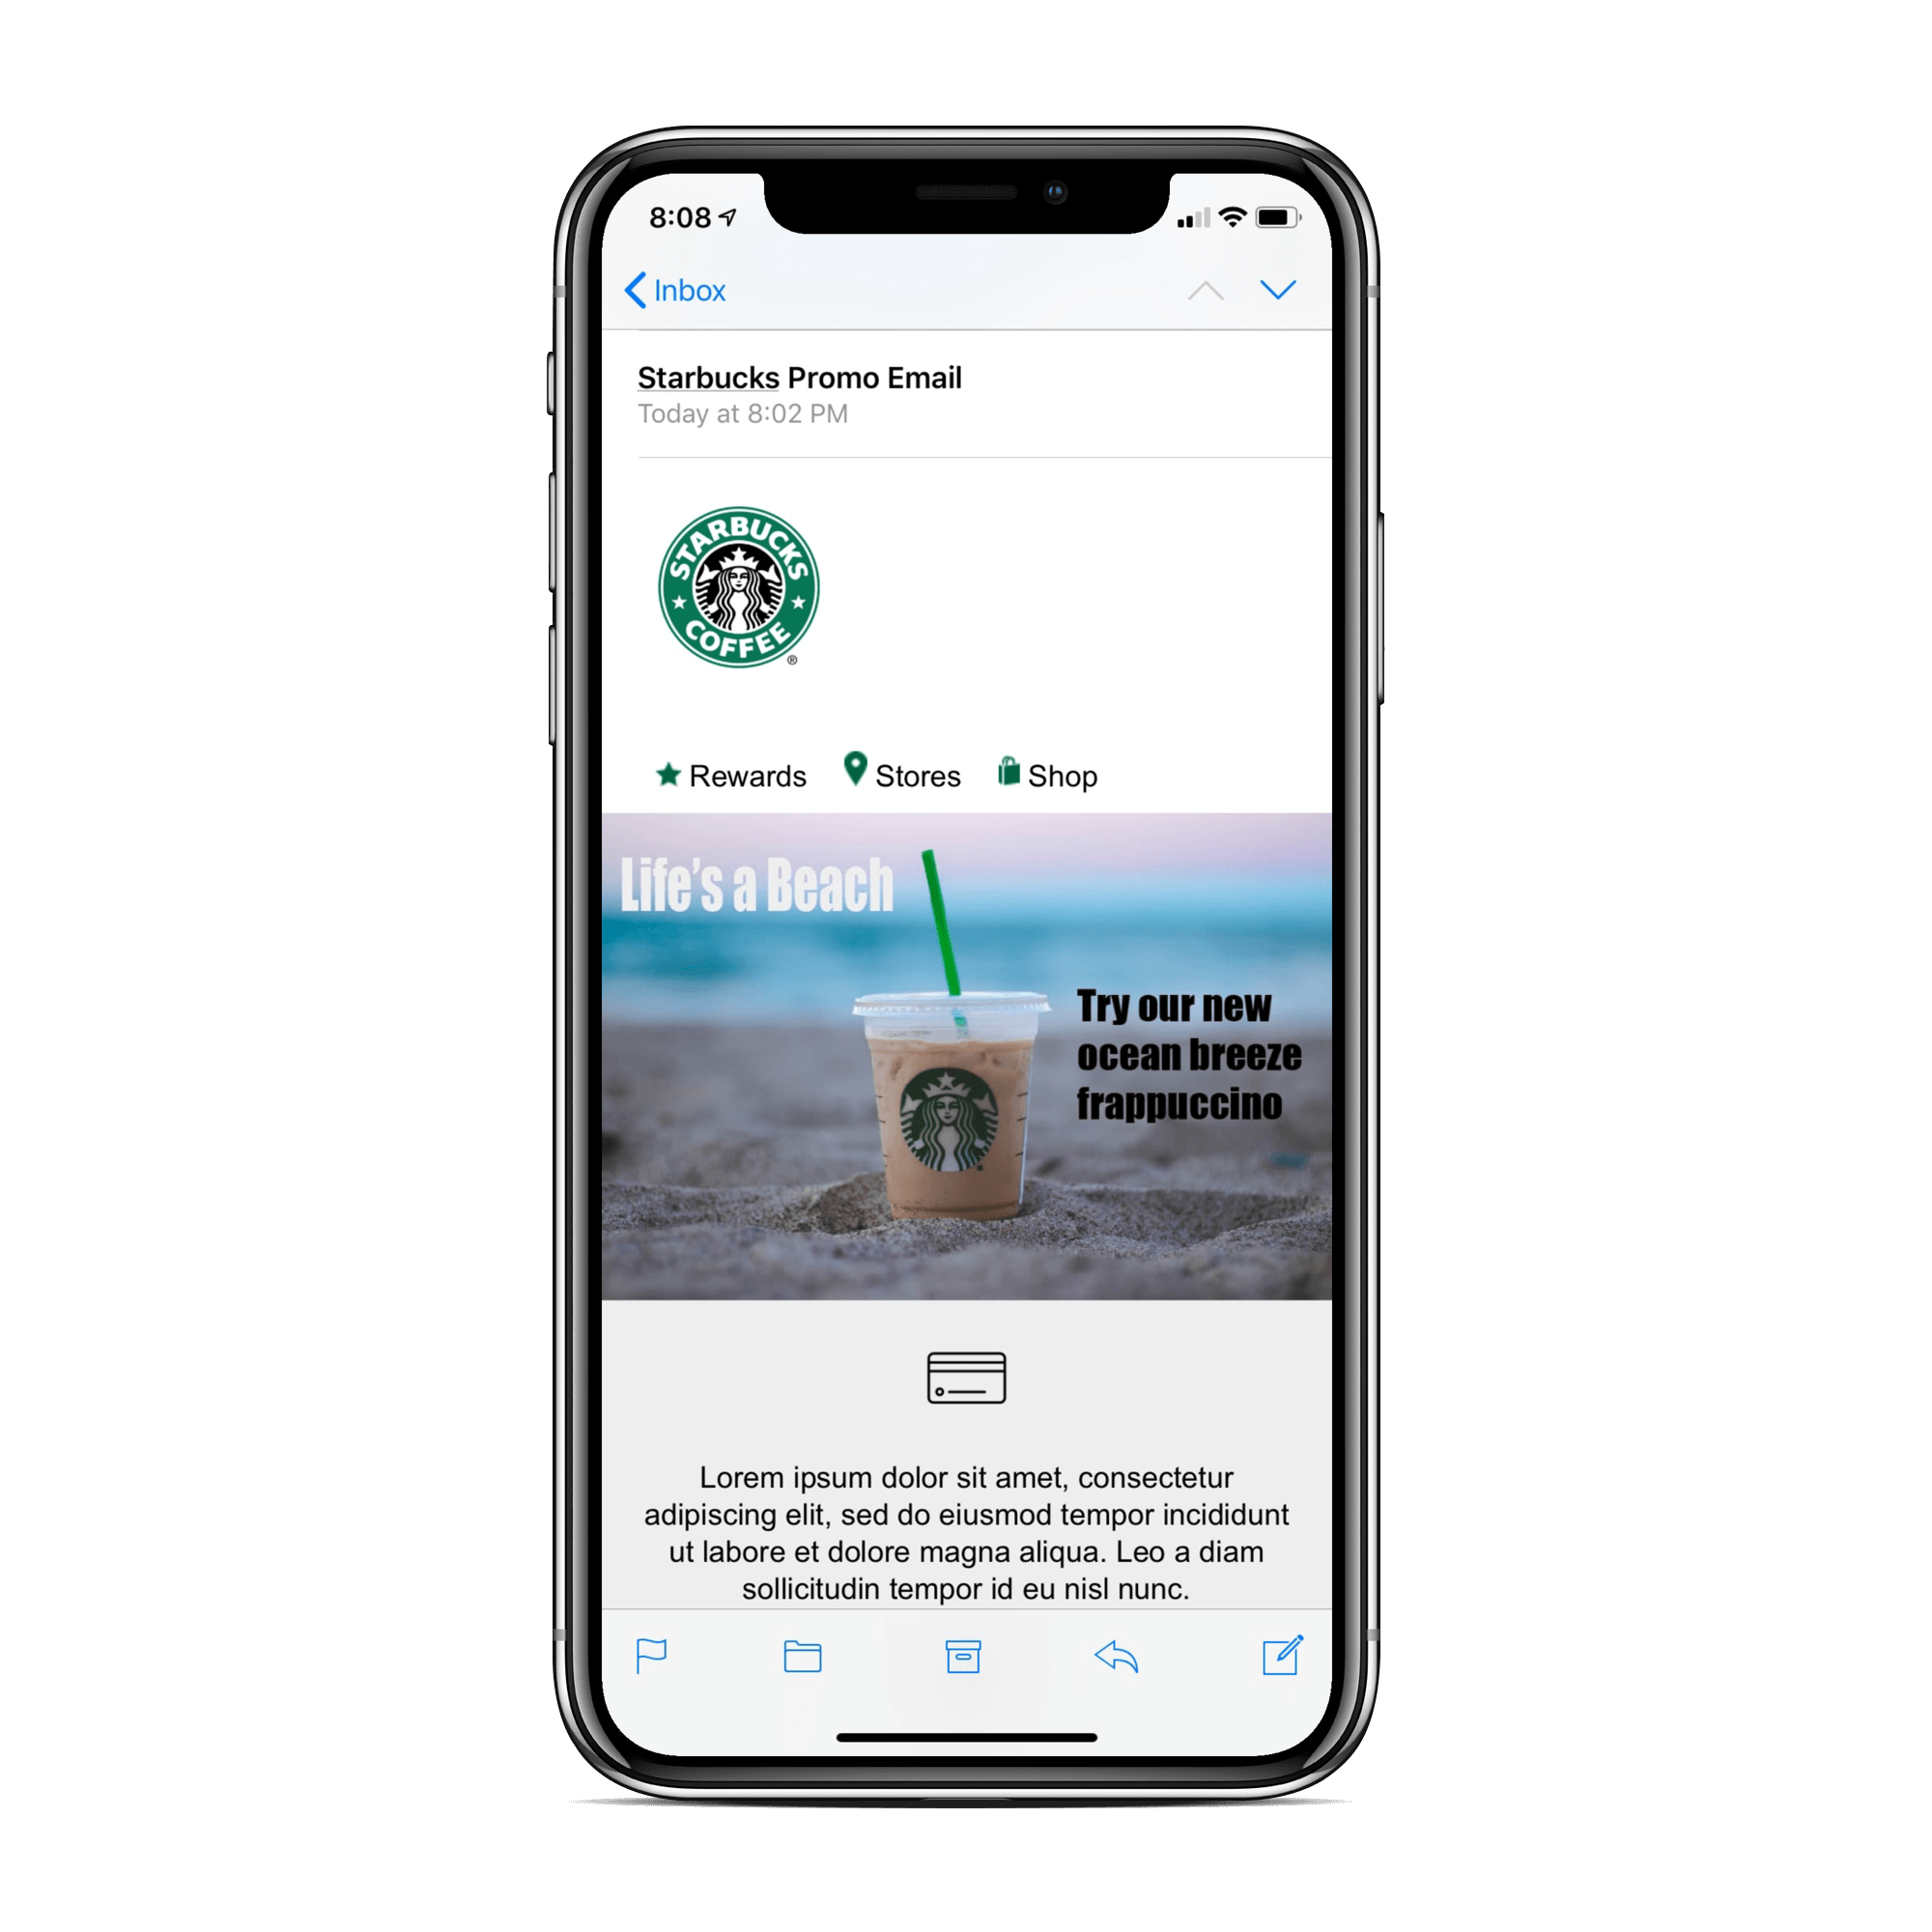 8:08
Inbox
Starbucks Promo Email
Today at 8:02 PM
STARBUCKS
COFFEE
®
Rewards Stores Shop
Life's a Beach
Try our new
ocean breeze
frappuccino
Lorem ipsum dolor sit amet, consectetur
adipiscing elit, sed do eiusmod tempor incididunt
ut labore et dolore magna aliqua. Leo a diam
sollicitudin tempor id eu nisl nunc.